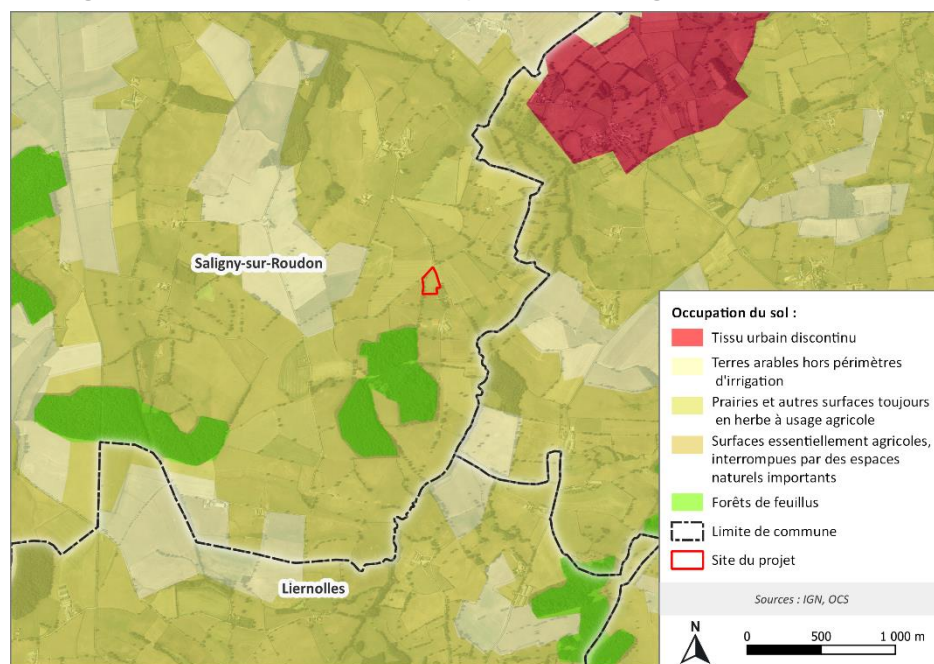 Saligny-sur-Roudon
Liernolles
Occupation du sol :
Tissu urbain discontinu
Terres arables hors périmètres
d'irrigation
Prairies et autres surfaces toujours
en herbe à usage agricole
Surfaces essentiellement agricoles,
interrompues par des espaces
naturels importants
Forêts de feuillus
Limite de commune
Site du projet
Sources : IGN, OCS
N
0 500 1 000 m